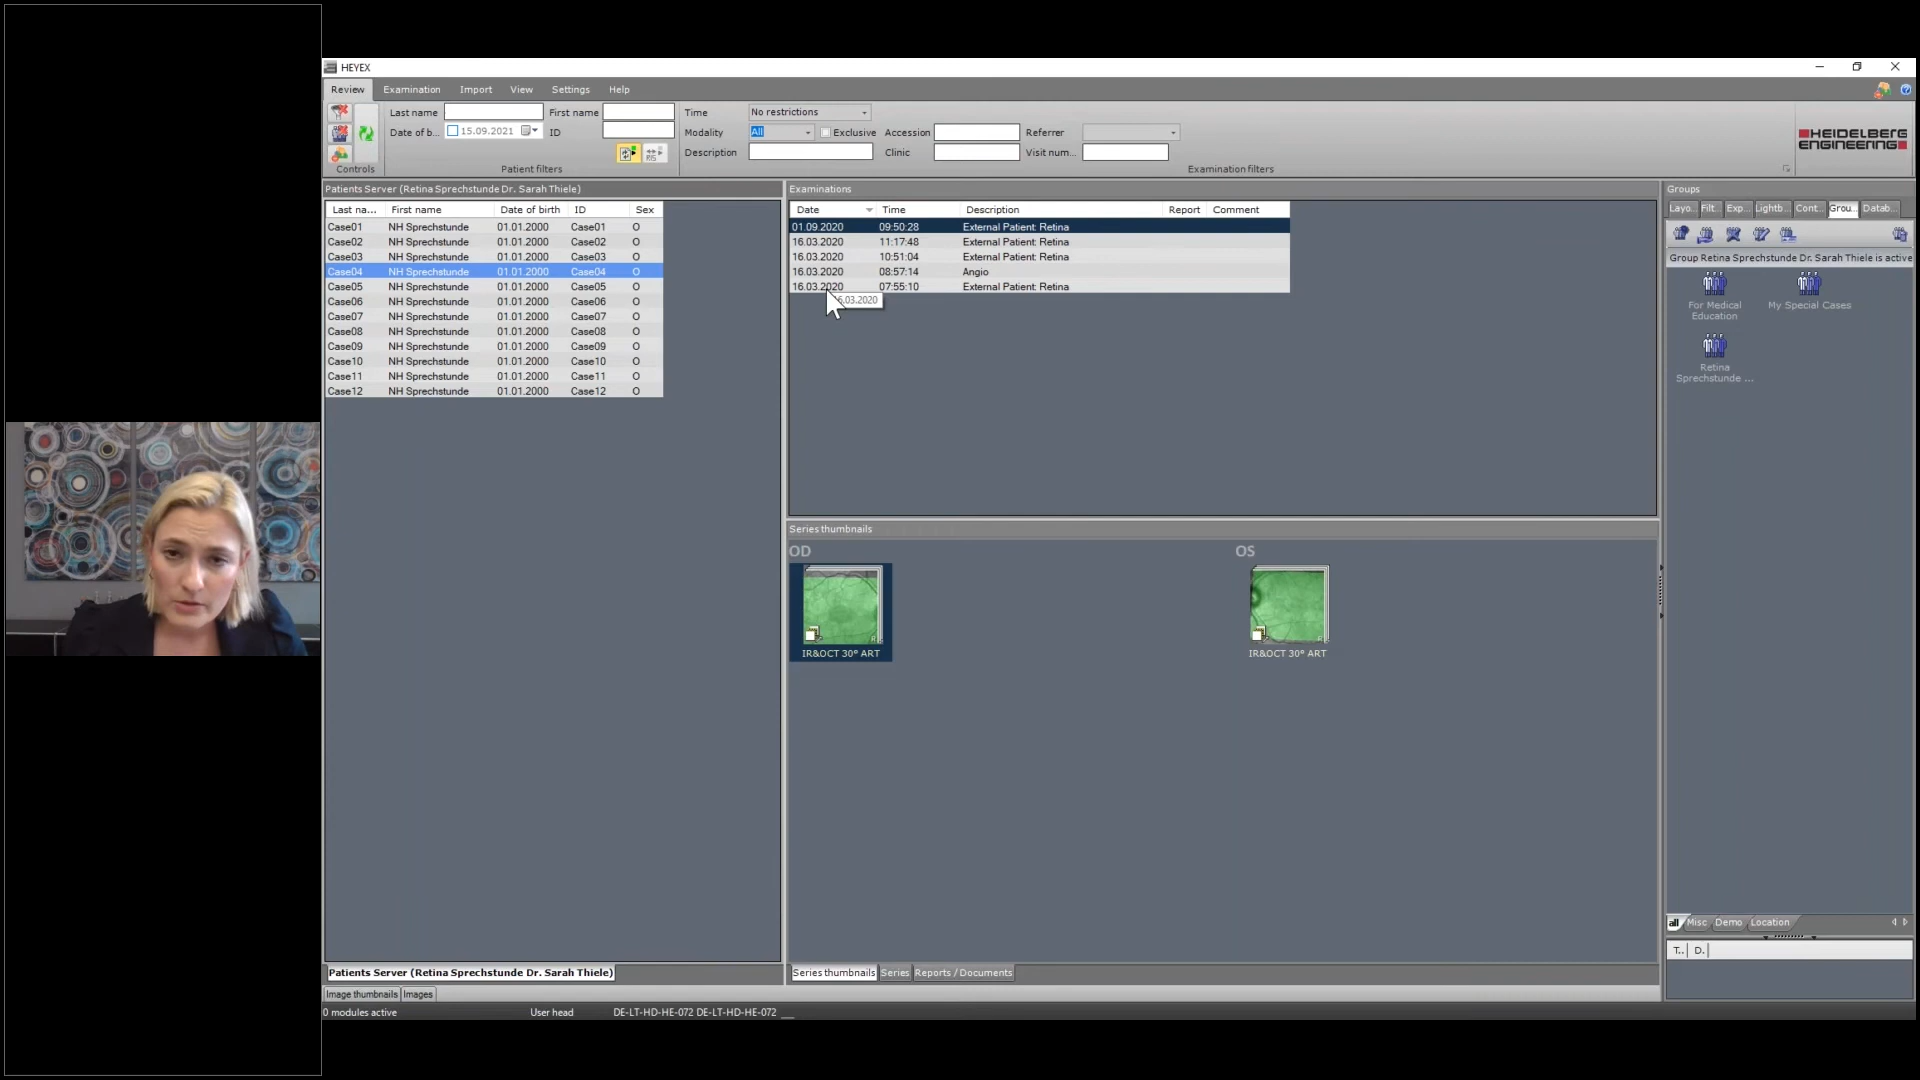 HEYEX
Review Examination Import View Settings Help
Last name First name Time No restrictions
Date of b... 15.09.2021 ID Modality All Exclusive Accession Referrer
Description Clinic Visit num...
Controls Patient filters Examination filters
HEIDELBERG
ENGINEERING
Patients Server (Retina Sprechstunde Dr. Sarah Thiele)
Last na... First name Date of birth ID Sex
Case01 NH Sprechstunde 01.01.2000 Case01 O
Case02 NH Sprechstunde 01.01.2000 Case02 O
Case03 NH Sprechstunde 01.01.2000 Case03 O
Case04 NH Sprechstunde 01.01.2000 Case04 O
Case05 NH Sprechstunde 01.01.2000 Case05 O
Case06 NH Sprechstunde 01.01.2000 Case06 O
Case07 NH Sprechstunde 01.01.2000 Case07 O
Case08 NH Sprechstunde 01.01.2000 Case08 O
Case09 NH Sprechstunde 01.01.2000 Case09 O
Case10 NH Sprechstunde 01.01.2000 Case10 O
Case11 NH Sprechstunde 01.01.2000 Case11 O
Case12 NH Sprechstunde 01.01.2000 Case12 O
Examinations
Date Time Description Report Comment
01.09.2020 09:50:28 External Patient: Retina
16.03.2020 11:17:48 External Patient: Retina
16.03.2020 10:51:04 External Patient: Retina
16.03.2020 08:57:14 Angio
16.03.2020 07:55:10 External Patient: Retina
6.03.2020
Series thumbnails
OD OS
IR&OCT 30° ART IR&OCT 30° ART
Groups
Layo.. Filt.. Exp... Lightb... Cont... Grou... Datab...
Group Retina Sprechstunde Dr. Sarah Thiele is active
For Medical
Education
My Special Cases
Retina
Sprechstunde ...
all Misc Demo Location
T.. D.
Patients Server (Retina Sprechstunde Dr. Sarah Thiele)
Series thumbnails Series Reports / Documents
Image thumbnails Images
0 modules active User head DE-LT-HD-HE-072 DE-LT-HD-HE-072 __